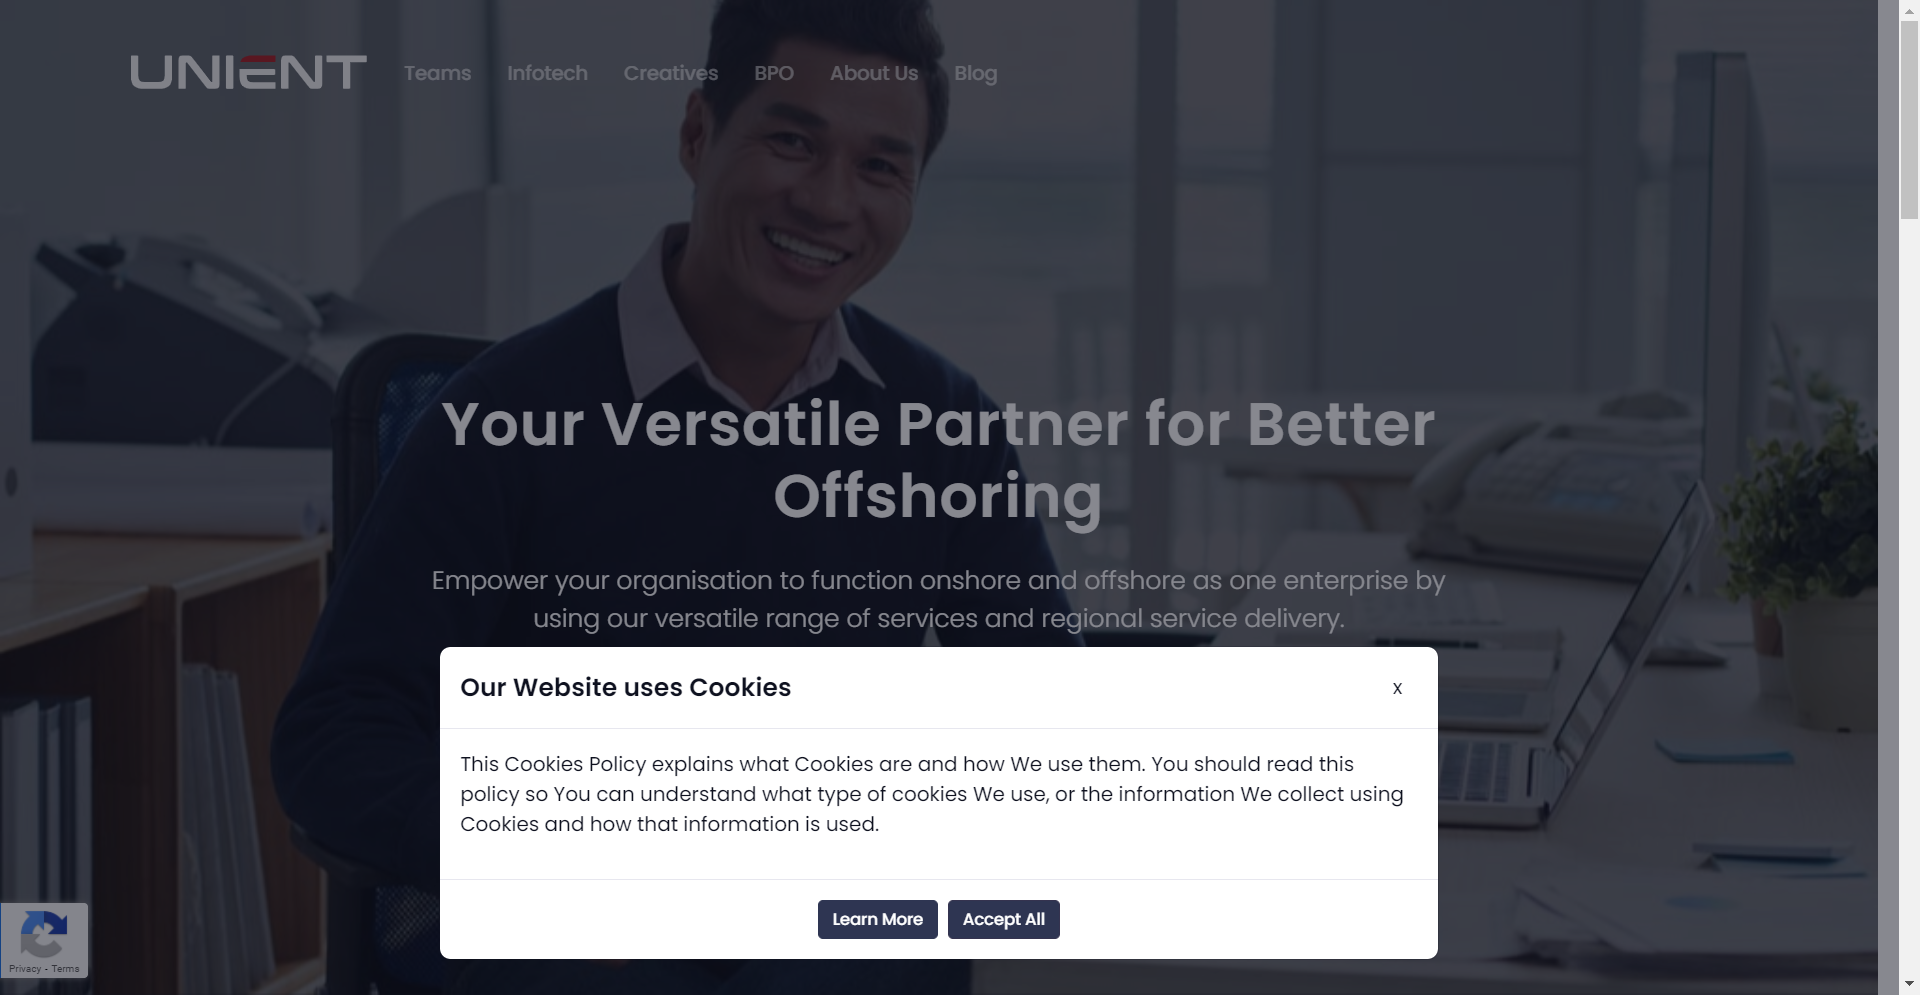 UNIENT Teams Infotech Creatives BPO About Us Blog
Your Versatile Partner for Better
Offshoring
Empower your organisation to function onshore and offshore as one enterprise by
using our versatile range of services and regional service delivery.
Our Website uses Cookies X
This Cookies Policy explains what Cookies are and how We use them. You should read this
policy so You can understand what type of cookies We use, or the information We collect using
Cookies and how that information is used.
Learn More Accept All
Privacy - Terms